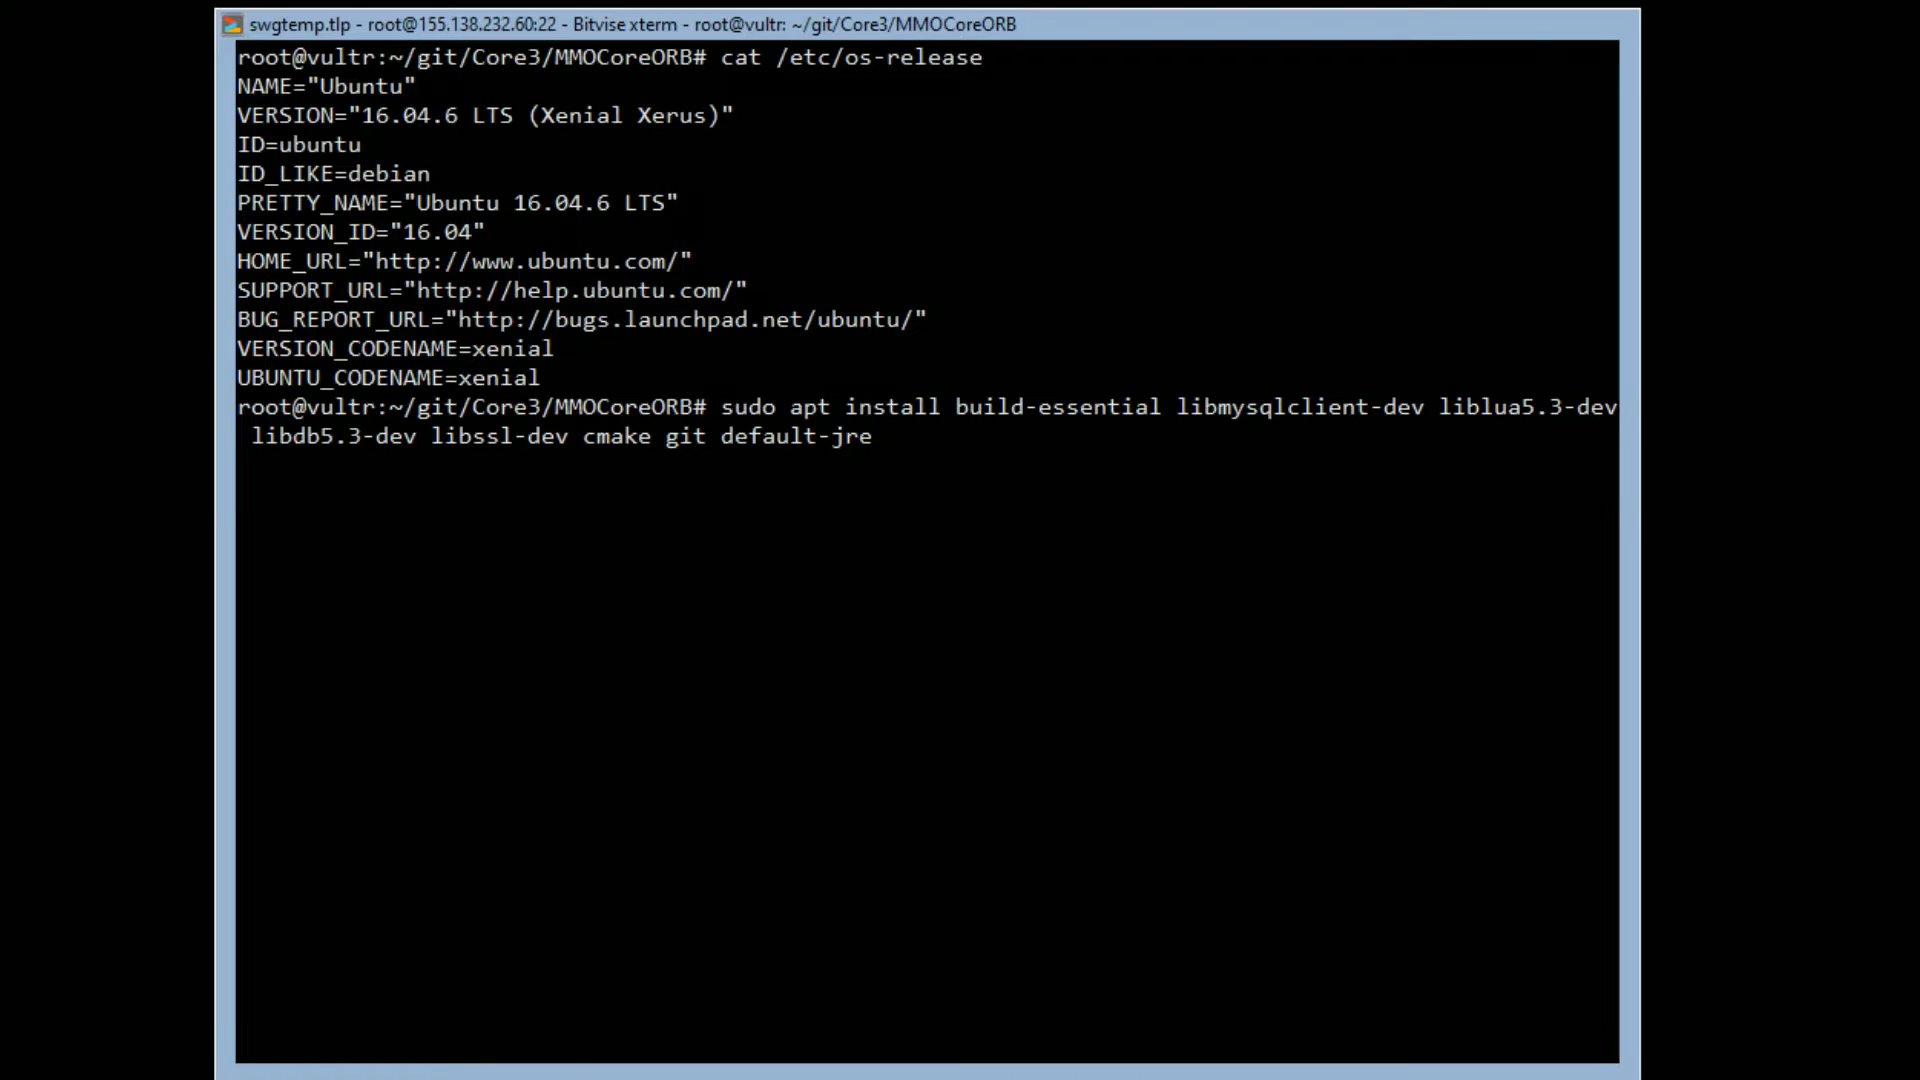 swgtemp.tlp - root@155.138.232.60:22 - Bitvise xterm - root@vultr: ~/git/Core3/MMOCoreORB
root@vultr:~/git/Core3/MMOCoreORB# cat /etc/os-release
NAME="Ubuntu"
VERSION="16.04.6 LTS (Xenial Xerus)"
ID=ubuntu
ID_LIKE=debian
PRETTY_NAME="Ubuntu 16.04.6 LTS"
VERSION_ID="16.04"
HOME_URL="http://www.ubuntu.com/"
SUPPORT_URL="http://help.ubuntu.com/"
BUG_REPORT_URL="http://bugs.launchpad.net/ubuntu/"
VERSION_CODENAME=xenial
UBUNTU_CODENAME=xenial
root@vultr:~/git/Core3/MMOCoreORB# sudo apt install build-essential libmysqlclient-dev liblua5.3-dev
libdb5.3-dev libssl-dev cmake git default-jre